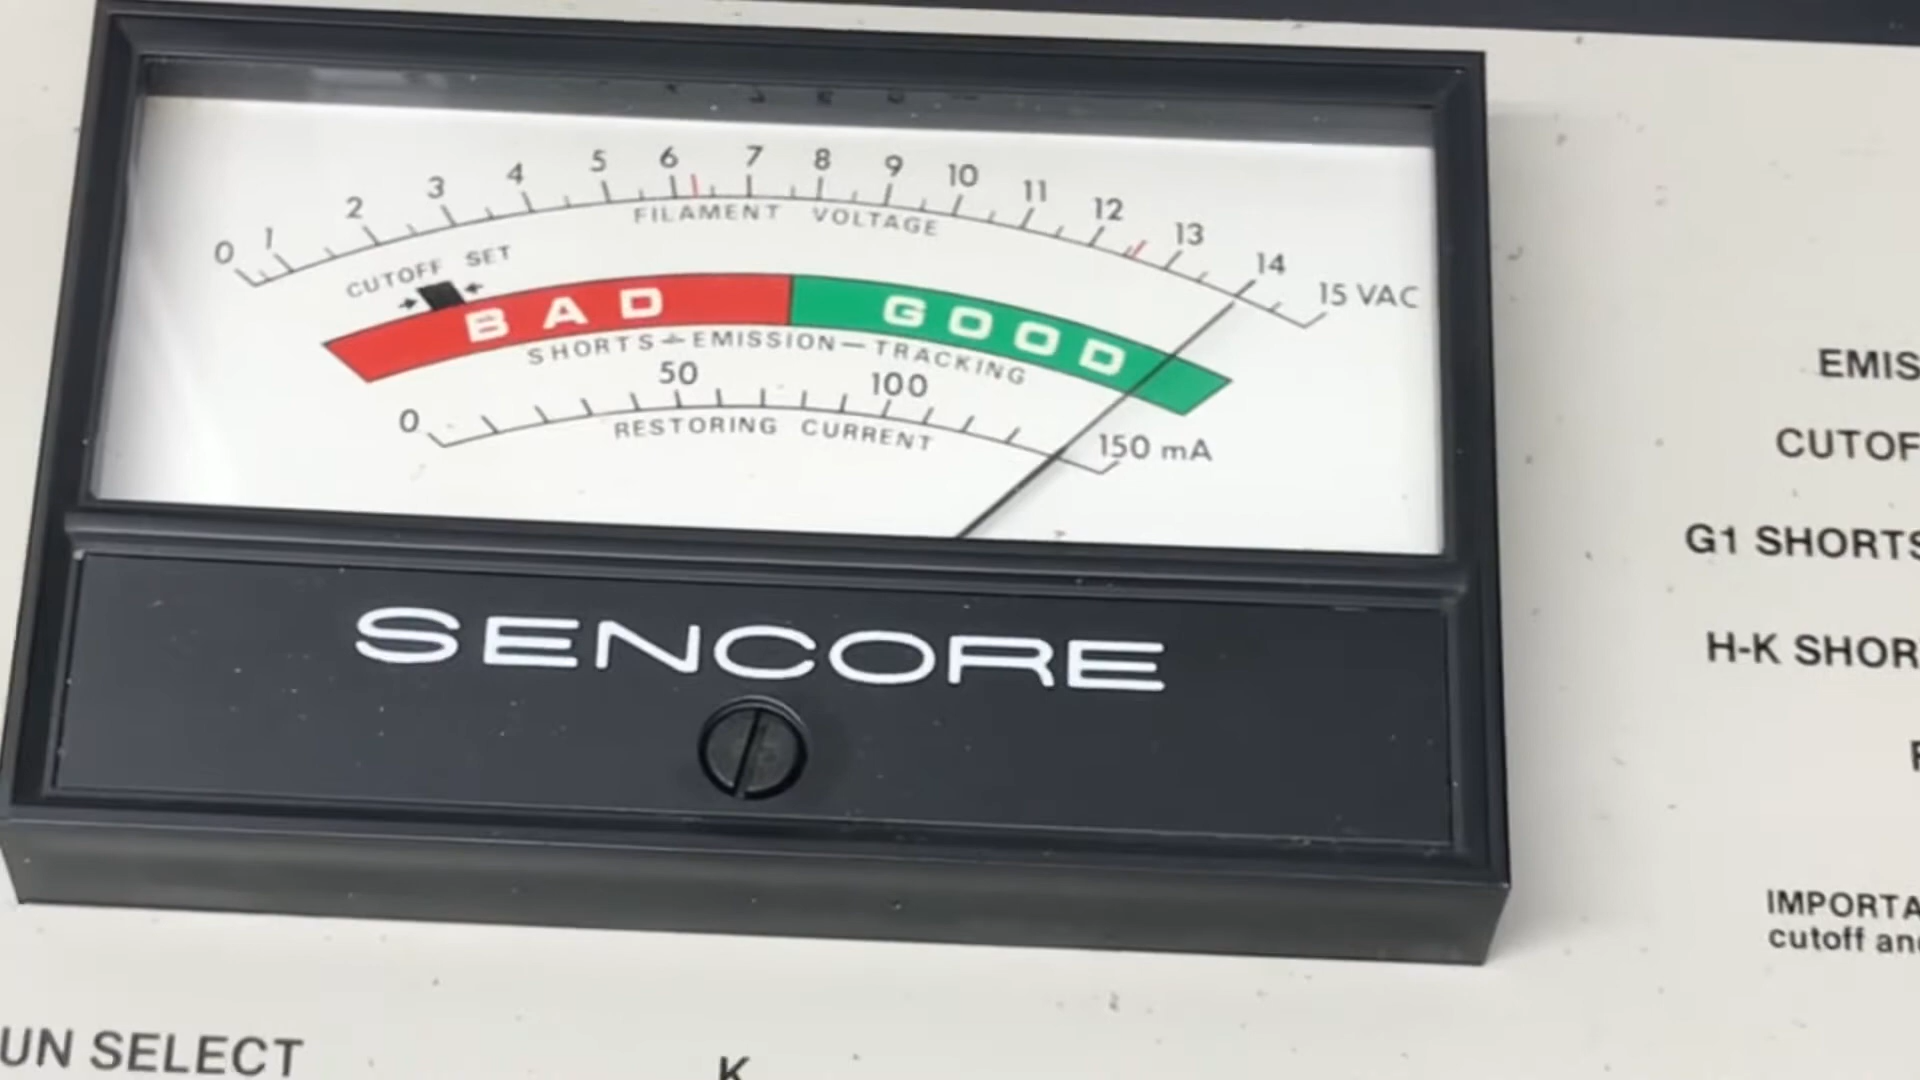 0 1 2 3 4 5 6 7 8 9 10 11 12 13 14 15 VAC
FILAMENT VOLTAGE
CUTOFF SET
BAD GOOD
SHORTS-EMISSION-TRACKING
0 50 100 150 mA
RESTORING CURRENT
SENCORE
EMIS
CUTOF
G1 SHORTS
H-K SHOR
IMPORTA
cutoff an
UN SELECT
K